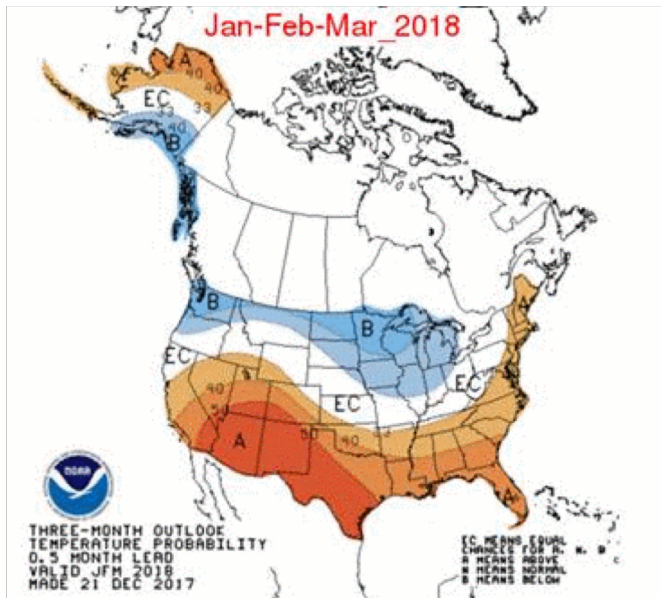 Jan-Feb-Mar_2018
A
40
40
EC
33
33
40
B
B
B
EC
EC
40
EC
50
A
50
40
33
A
A
NOAA
THREE-MONTH OUTLOOK
TEMPERATURE PROBABILITY
0.5 MONTH LEAD
VALID JFM 2018
MADE 21 DEC 2017
EC MEANS EQUAL
CHANCES FOR A, N, B
A MEANS ABOVE
N MEANS NORMAL
B MEANS BELOW